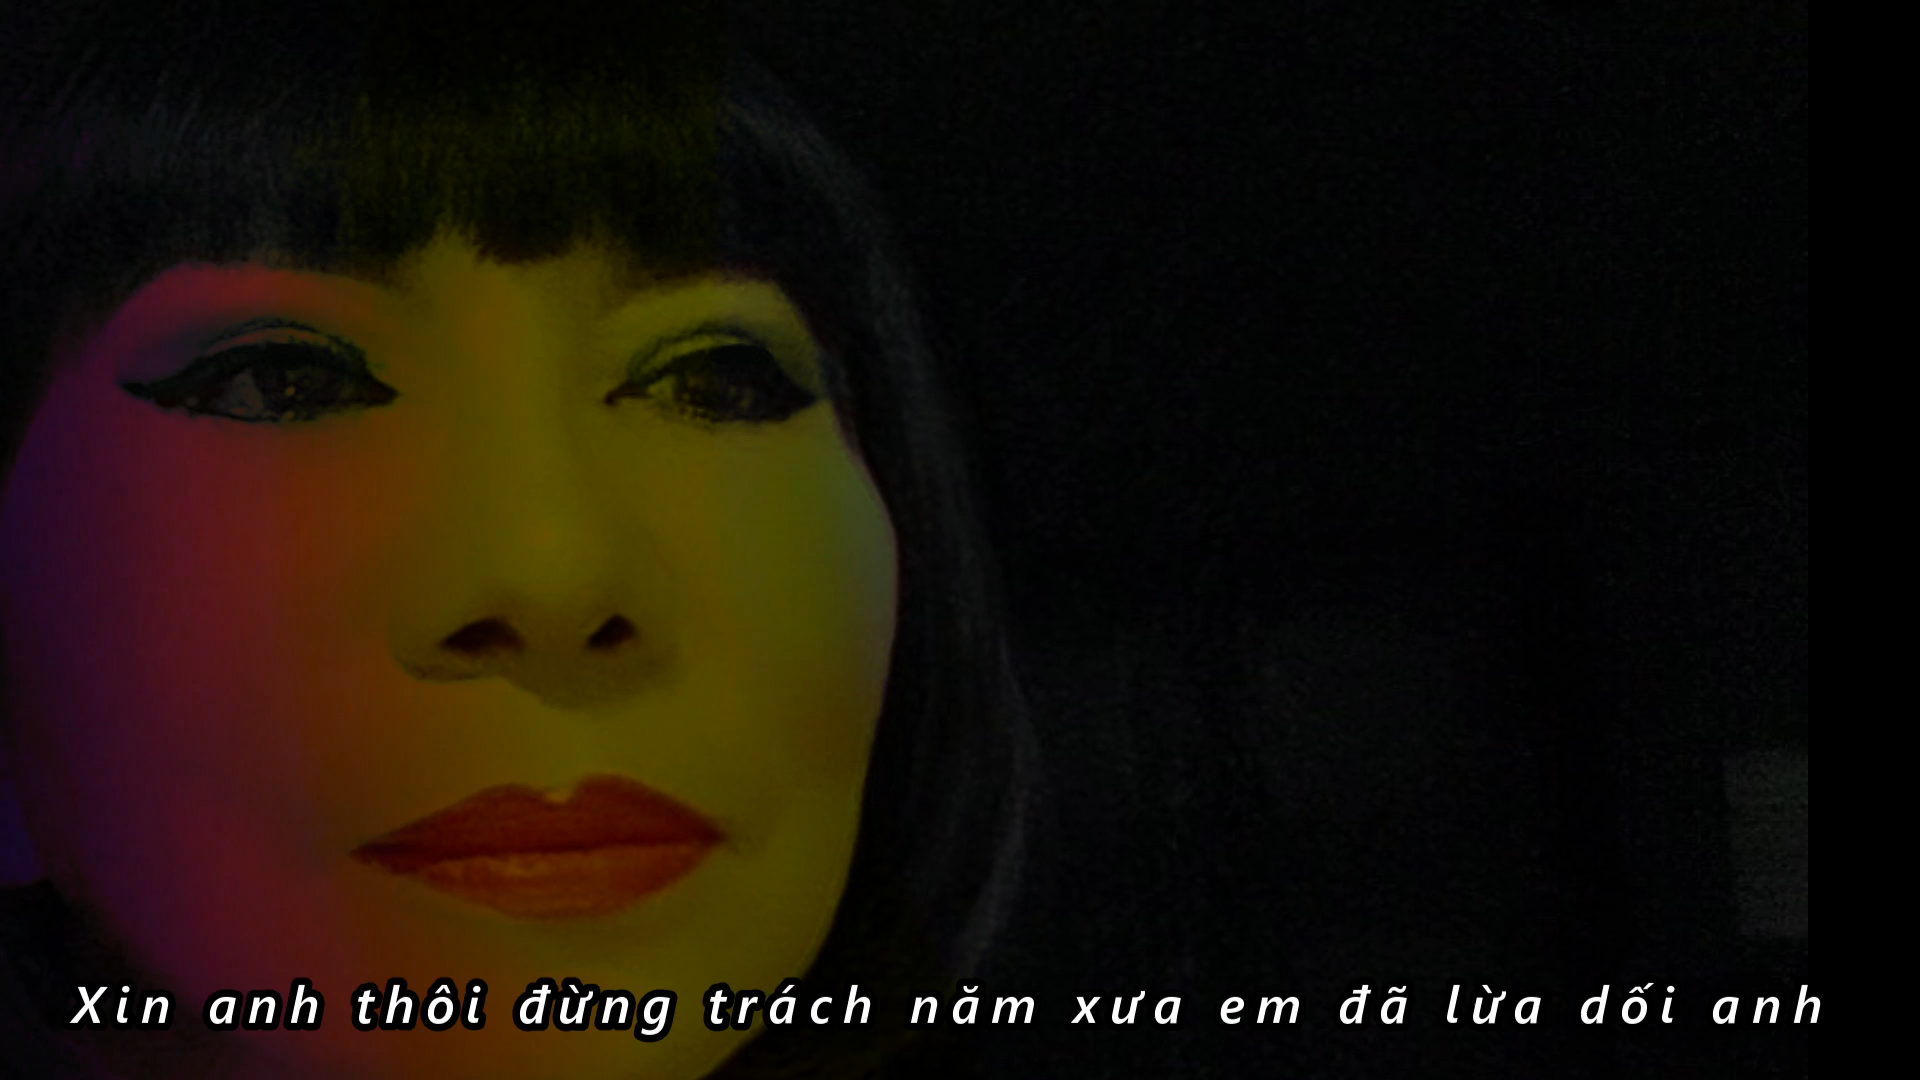 Xin anh thôi đừng trách năm xưa em đã lừa dối anh